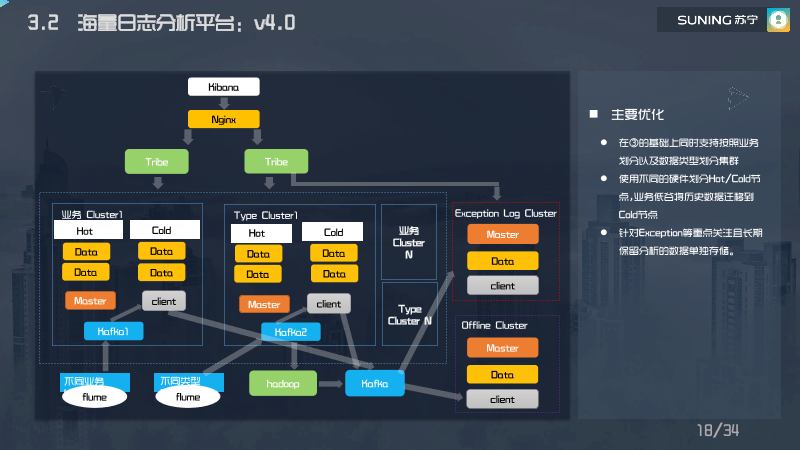 3.2 海量日志分析平台：v4.0
SUNING 苏宁
Kibana
Nginx
Tribe
Tribe
业务 Cluster1
Hot
Cold
Data
Data
Data
Data
Master
client
Kafka1
Type Cluster1
Hot
Cold
Data
Data
Data
Data
Master
client
Kafka2
业务
Cluster
N
Type
Cluster N
Exception Log Cluster
Master
Data
client
Offline Cluster
Master
Data
client
不同业务
flume
不同类型
flume
hadoop
Kafka
■ 主要优化
● 在③的基础上同时支持按照业务
划分以及数据类型划分集群
● 使用不同的硬件划分Hot/Cold节
点,业务低谷将历史数据迁移到
Cold节点
● 针对Exception等重点关注且长期
保留分析的数据单独存储。
18/34